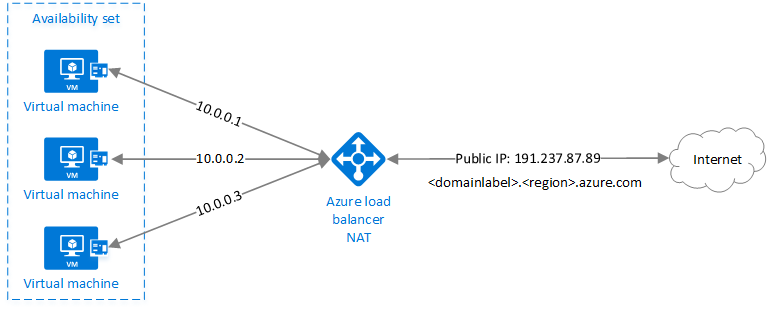 Availability set
VM
Virtual machine
VM
Virtual machine
VM
Virtual machine
10.0.0.1
10.0.0.2
10.0.0.3
Azure load
balancer
NAT
Public IP: 191.237.87.89
<domainlabel>.<region>.azure.com
Internet